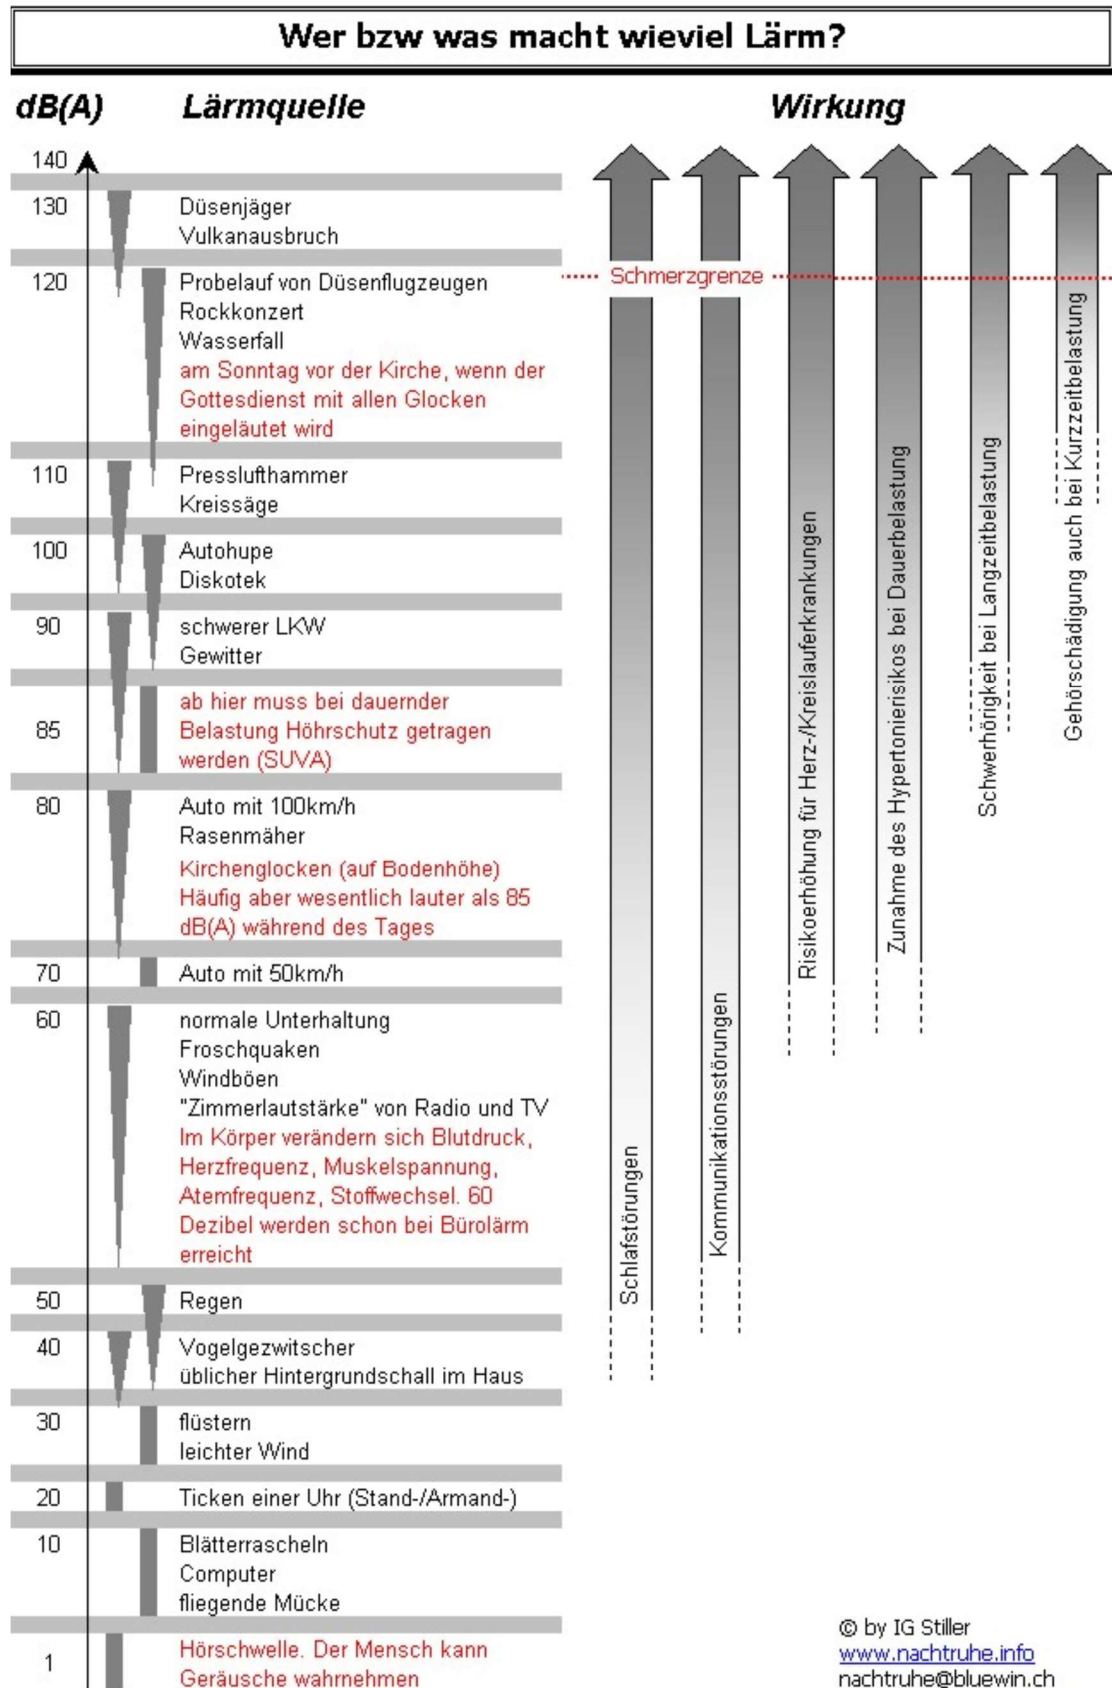 Wer bzw was macht wieviel Lärm?
dB(A) Lärmquelle Wirkung
140
130 Düsenjäger
Vulkanausbruch
120 Probelauf von Düsenflugzeugen
Rockkonzert
Wasserfall
am Sonntag vor der Kirche, wenn der
Gottesdienst mit allen Glocken
eingeläutet wird
110 Presslufthammer
Kreissäge
100 Autohupe
Diskotek
90 schwerer LKW
Gewitter
ab hier muss bei dauernder
85 Belastung Höhrschutz getragen
werden (SUVA)
80 Auto mit 100km/h
Rasenmäher
Kirchenglocken (auf Bodenhöhe)
Häufig aber wesentlich lauter als 85
dB(A) während des Tages
70 Auto mit 50km/h
60 normale Unterhaltung
Froschquaken
Windböen
"Zimmerlautstärke" von Radio und TV
Im Körper verändern sich Blutdruck,
Herzfrequenz, Muskelspannung,
Atemfrequenz, Stoffwechsel. 60
Dezibel werden schon bei Bürolärm
erreicht
50 Regen
40 Vogelgezwitscher
üblicher Hintergrundschall im Haus
30 flüstern
leichter Wind
20 Ticken einer Uhr (Stand-/Armand-)
10 Blätterrascheln
Computer
fliegende Mücke
Hörschwelle. Der Mensch kann
1 Geräusche wahrnehmen
Schmerzgrenze
Schlafstörungen
Kommunikationsstörungen
Risikoerhöhung für Herz-/Kreislauferkrankungen
Zunahme des Hypertonierisikos bei Dauerbelastung
Schwerhörigkeit bei Langzeitbelastung
Gehörschädigung auch bei Kurzzeitbelastung
© by IG Stiller
www.nachtruhe.info
nachtruhe@bluewin.ch